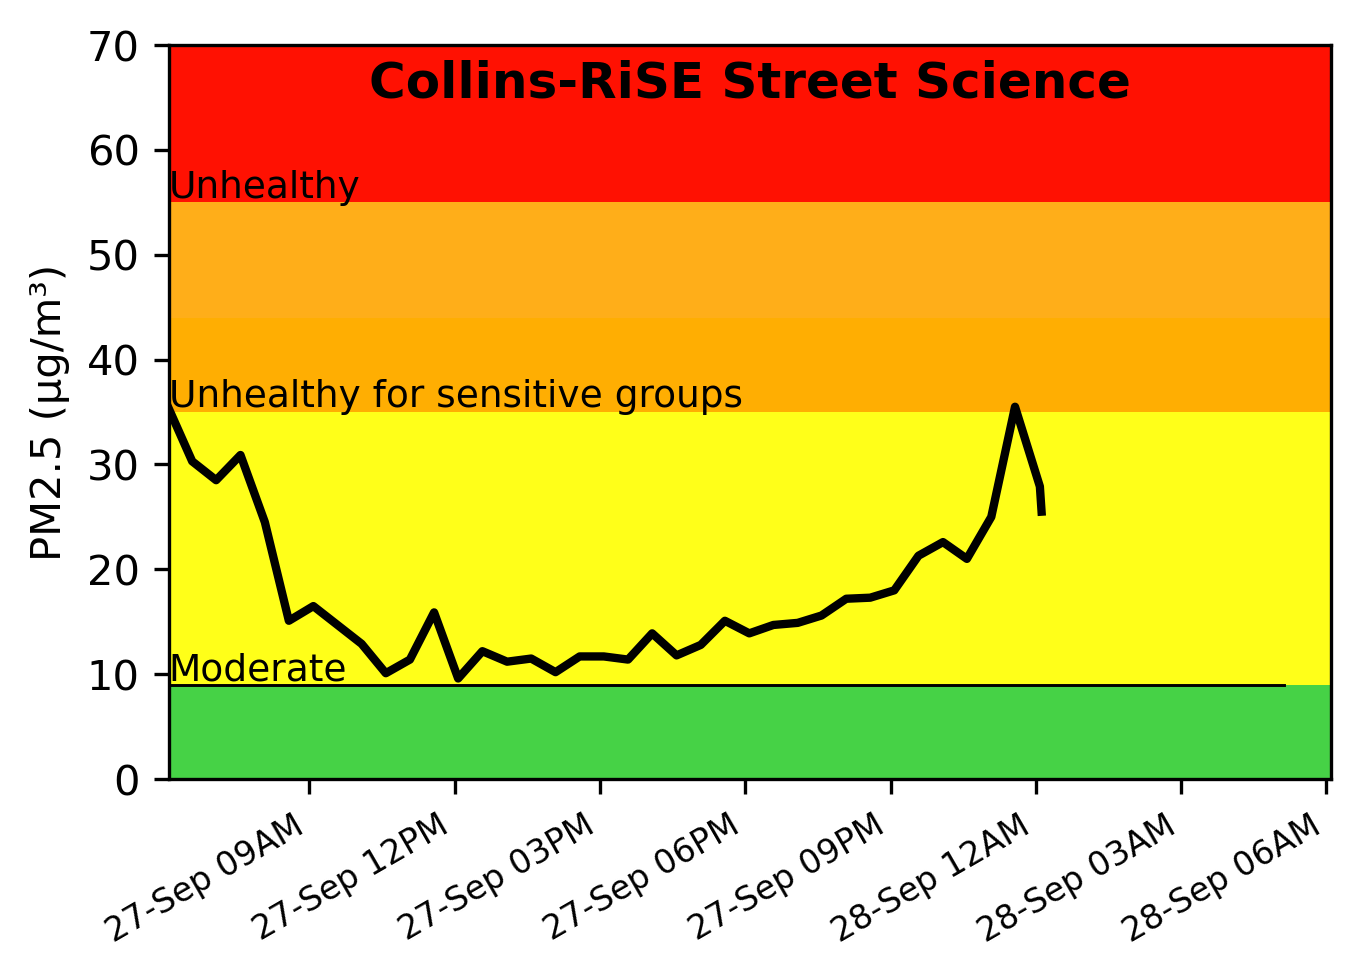 Collins-RiSE Street Science
70
60
50
40
30
20
10
0
PM2.5 (µg/m³)
Unhealthy
Unhealthy for sensitive groups
Moderate
27-Sep 09AM
27-Sep 12PM
27-Sep 03PM
27-Sep 06PM
27-Sep 09PM
28-Sep 12AM
28-Sep 03AM
28-Sep 06AM